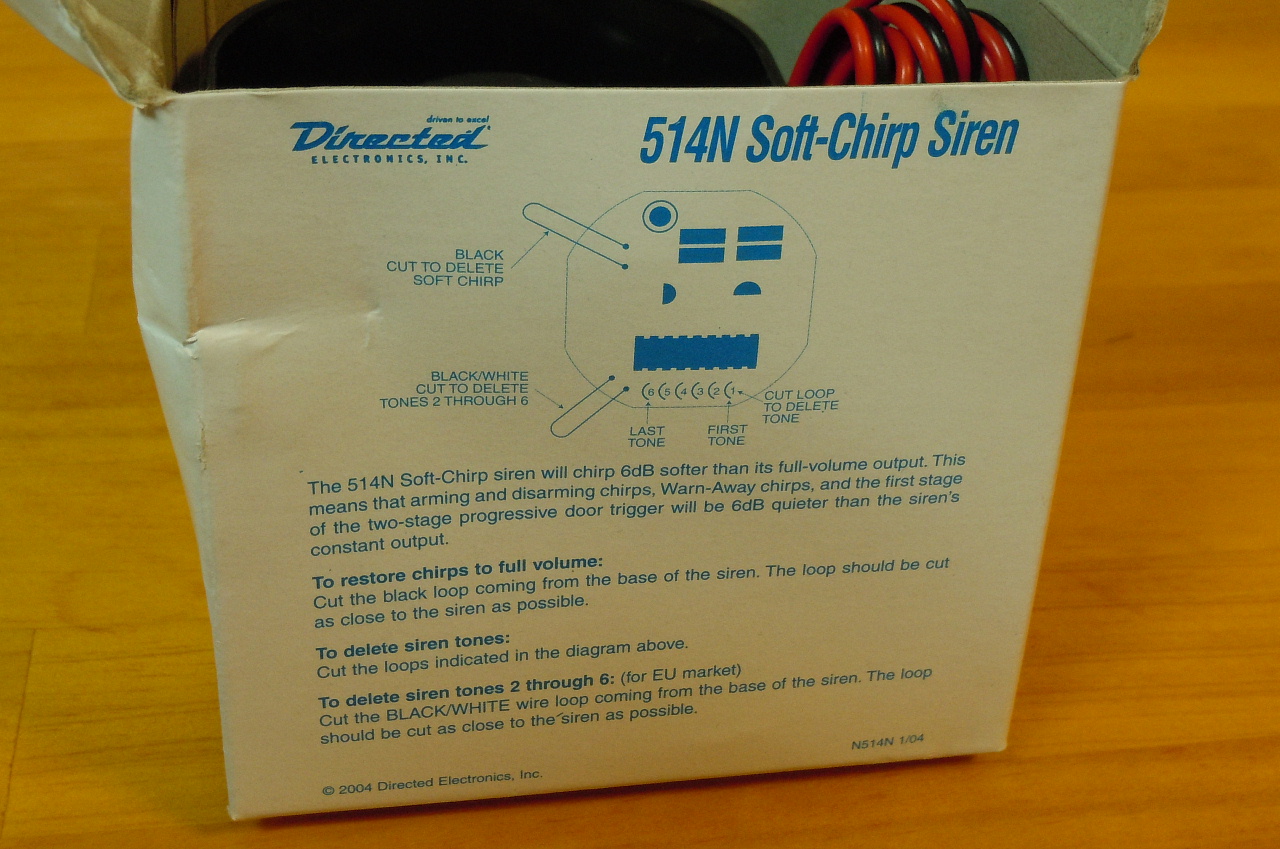 driven to excel
Directed
ELECTRONICS, INC.
514N Soft-Chirp Siren
BLACK
CUT TO DELETE
SOFT CHIRP
BLACK/WHITE
CUT TO DELETE
TONES 2 THROUGH 6
6 5 4 3 2 1
CUT LOOP
TO DELETE
TONE
LAST
TONE
FIRST
TONE
The 514N Soft-Chirp siren will chirp 6dB softer than its full-volume output. This
means that arming and disarming chirps, Warn-Away chirps, and the first stage
of the two-stage progressive door trigger will be 6dB quieter than the siren's
constant output.
To restore chirps to full volume:
Cut the black loop coming from the base of the siren. The loop should be cut
as close to the siren as possible.
To delete siren tones:
Cut the loops indicated in the diagram above.
To delete siren tones 2 through 6: (for EU market)
Cut the BLACK/WHITE wire loop coming from the base of the siren. The loop
should be cut as close to the siren as possible.
N514N 1/04
© 2004 Directed Electronics, Inc.